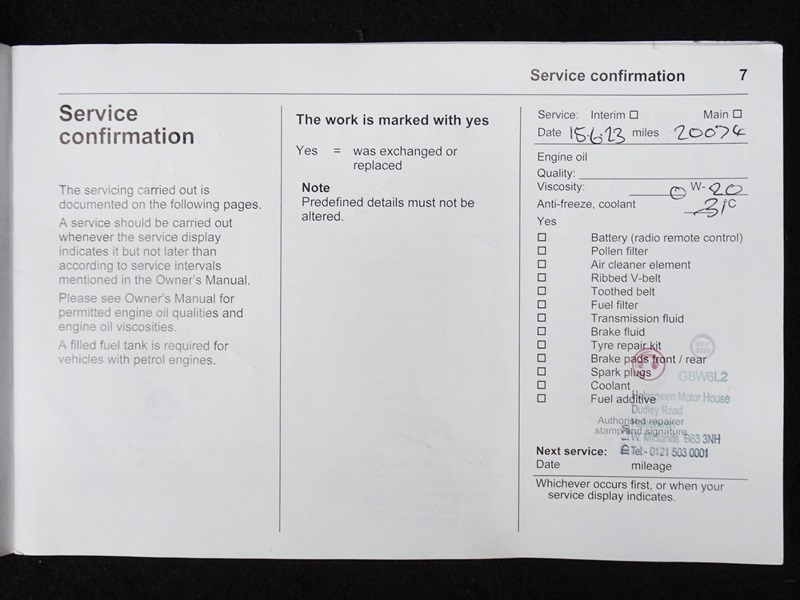 Service confirmation 7
Service
confirmation
The servicing carried out is
documented on the following pages.
A service should be carried out
whenever the service display
indicates it but not later than
according to service intervals
mentioned in the Owner's Manual.
Please see Owner's Manual for
permitted engine oil qualities and
engine oil viscosities.
A filled fuel tank is required for
vehicles with petrol engines.
The work is marked with yes
Yes = was exchanged or
replaced
Note
Predefined details must not be
altered.
Service: Interim ☐ Main ☐
Date 15.6.23 miles 20074
Engine oil
Quality:
Viscosity: 0 W-20
Anti-freeze, coolant -31°C
Yes
☐ Battery (radio remote control)
☐ Pollen filter
☐ Air cleaner element
☐ Ribbed V-belt
☐ Toothed belt
☐ Fuel filter
☐ Transmission fluid
☐ Brake fluid
☐ Tyre repair kit
☐ Brake pads front / rear
☐ Spark plugs
☐ Coolant
☐ Fuel additive
GBW6L2
Halesowen Motor House
Dudley Road
Authorised repairer
stamp and signature
W. Midlands B63 3NH
Tel - 0121 503 0001
Next service:
Date mileage
Whichever occurs first, or when your
service display indicates.